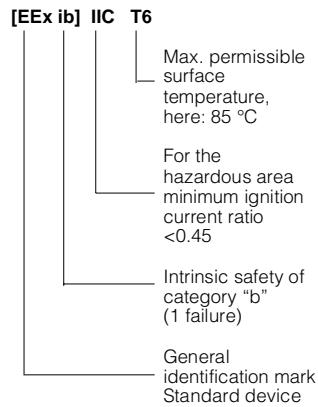 [EEx ib] IIC T6
Max. permissible
surface
temperature,
here: 85 °C
For the
hazardous area
minimum ignition
current ratio
<0.45
Intrinsic safety of
category “b”
(1 failure)
General
identification mark
Standard device